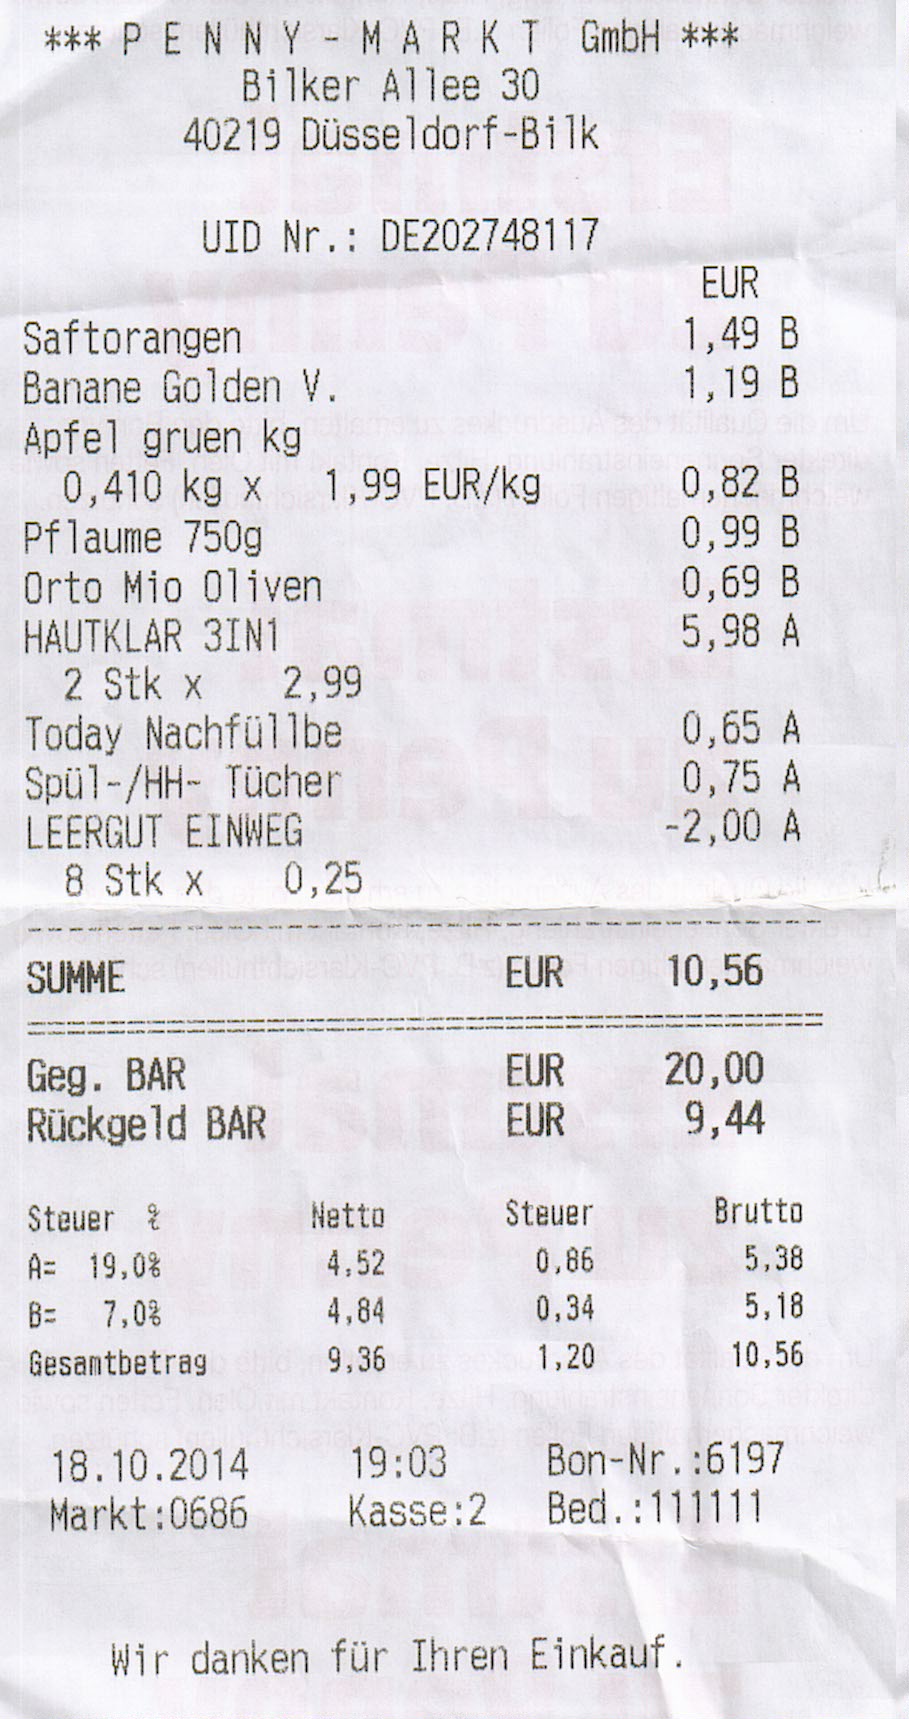 *** P E N N Y - M A R K T GmbH ***
Bilker Allee 30
40219 Düsseldorf-Bilk
UID Nr.: DE202748117
EUR
Saftorangen 1,49 B
Banane Golden V. 1,19 B
Apfel gruen kg
0,410 kg x 1,99 EUR/kg 0,82 B
Pflaume 750g 0,99 B
Orto Mio Oliven 0,69 B
HAUTKLAR 3IN1 5,98 A
2 Stk x 2,99
Today Nachfüllbe 0,65 A
Spül-/HH- Tücher 0,75 A
LEERGUT EINWEG -2,00 A
8 Stk x 0,25
SUMME EUR 10,56
Geg. BAR EUR 20,00
Rückgeld BAR EUR 9,44
Steuer % Netto Steuer Brutto
A= 19,0% 4,52 0,86 5,38
B= 7,0% 4,84 0,34 5,18
Gesamtbetrag 9,36 1,20 10,56
18.10.2014 19:03 Bon-Nr.:6197
Markt:0686 Kasse:2 Bed.:111111
Wir danken für Ihren Einkauf.